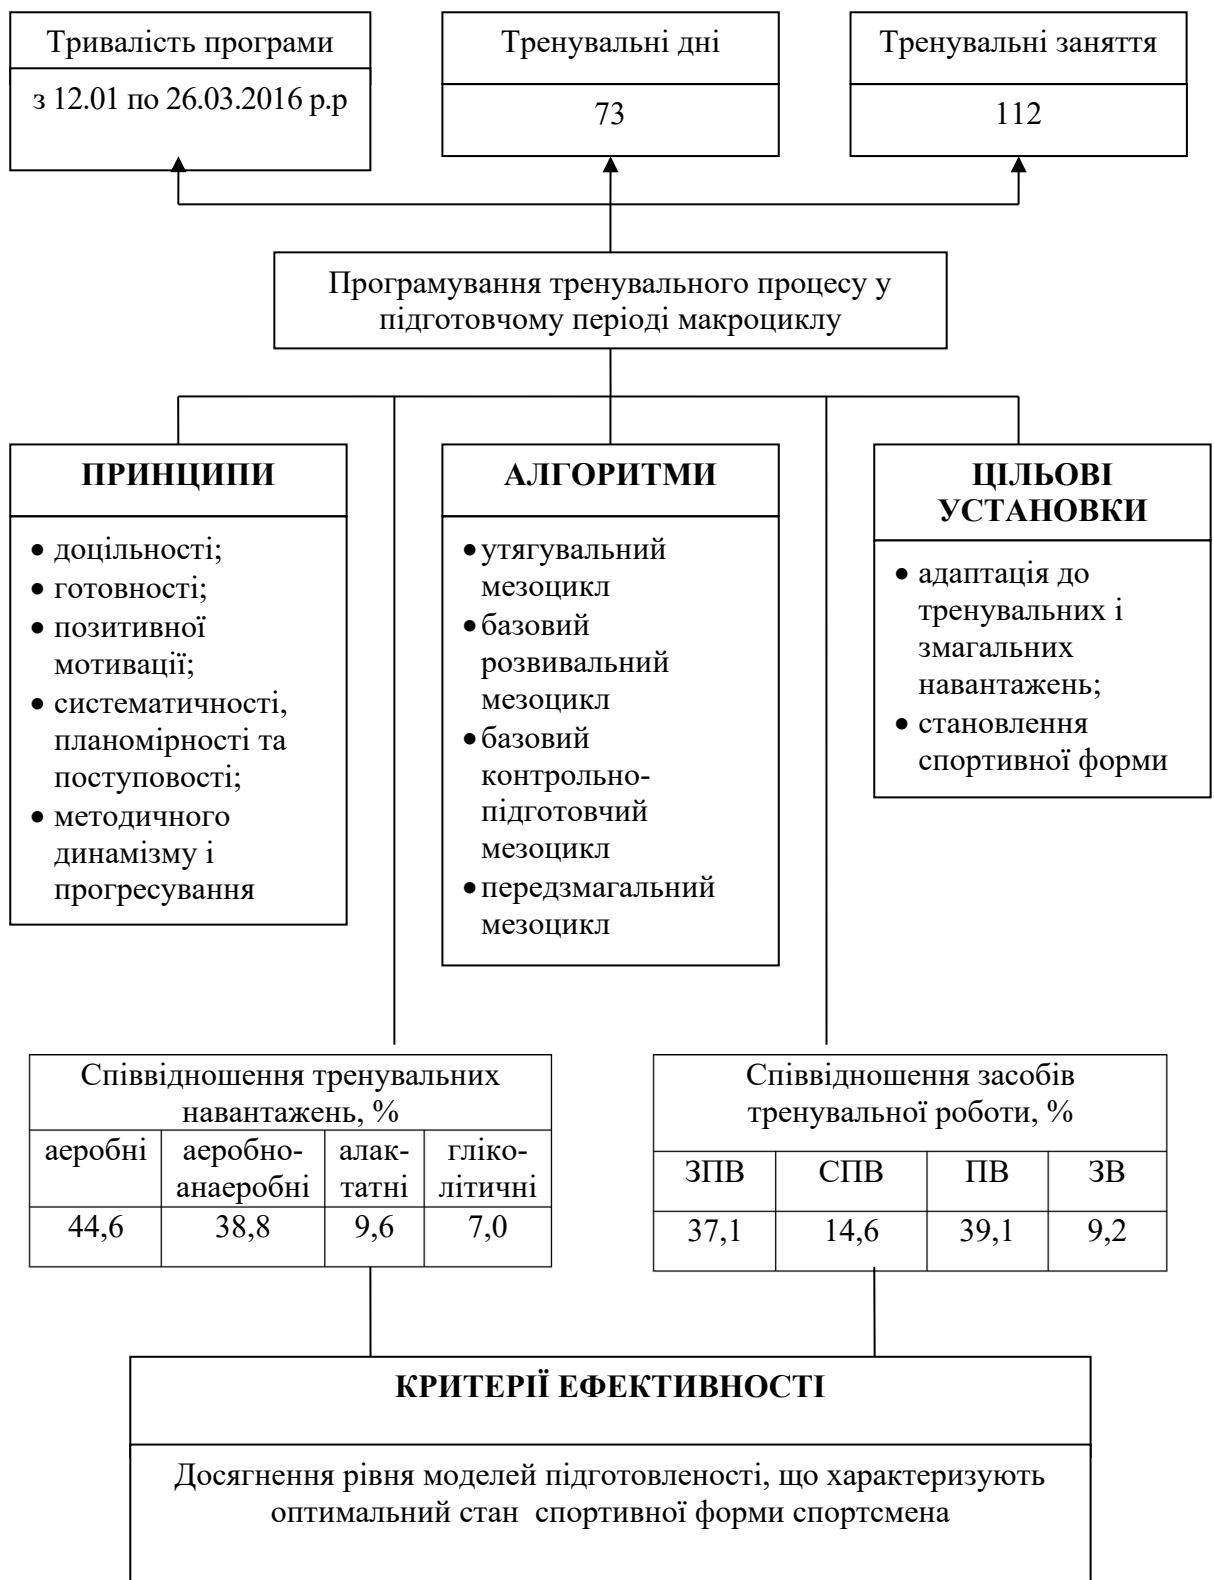 Тривалість програми
з 12.01 по 26.03.2016 р.р
Тренувальні дні
73
Тренувальні заняття
112
Програмування тренувального процесу у
підготовчому періоді макроциклу
ПРИНЦИПИ
• доцільності;
• готовності;
• позитивної
мотивації;
• систематичності,
планомірності та
поступовості;
• методичного
динамізму і
прогресування
АЛГОРИТМИ
• утягувальний
мезоцикл
• базовий
розвивальний
мезоцикл
• базовий
контрольно-
підготовчий
мезоцикл
• передзмагальний
мезоцикл
ЦІЛЬОВІ
УСТАНОВКИ
• адаптація до
тренувальних і
змагальних
навантажень;
• становлення
спортивної форми
Співвідношення тренувальних
навантажень, %
аеробні аеробно- алак- гліко-
анаеробні татні літичні
44,6 38,8 9,6 7,0
Співвідношення засобів
тренувальної роботи, %
ЗПВ СПВ ПВ ЗВ
37,1 14,6 39,1 9,2
КРИТЕРІЇ ЕФЕКТИВНОСТІ
Досягнення рівня моделей підготовленості, що характеризують
оптимальний стан спортивної форми спортсмена